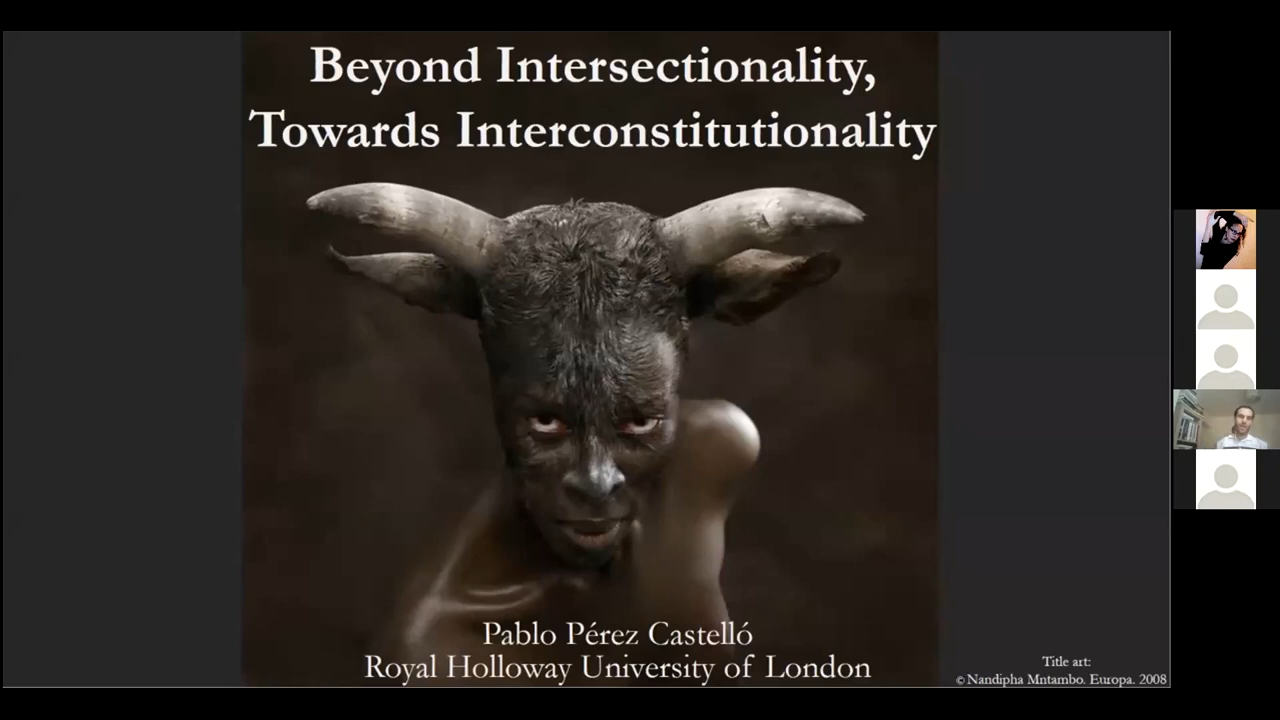 Beyond Intersectionality,
Towards Interconstitutionality
Pablo Pérez Castelló
Royal Holloway University of London
Title art:
© Nandipha Mntambo. Europa. 2008